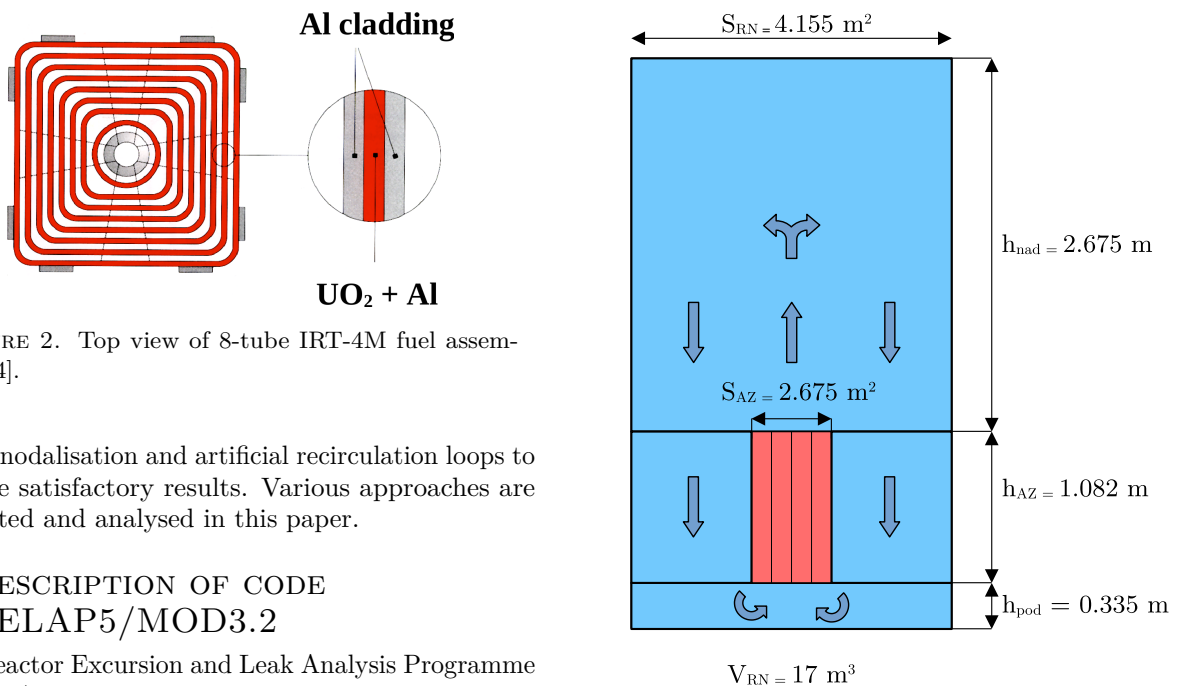 Al cladding
UO₂ + Al
RE 2. Top view of 8-tube IRT-4M fuel assem-
4].
nodalisation and artificial recirculation loops to
e satisfactory results. Various approaches are
ted and analysed in this paper.
ESCRIPTION OF CODE
ELAP5/MOD3.2
eactor Excursion and Leak Analysis Programme
S_RN = 4.155 m²
h_nad = 2.675 m
S_AZ = 2.675 m²
h_AZ = 1.082 m
h_pod = 0.335 m
V_RN = 17 m³